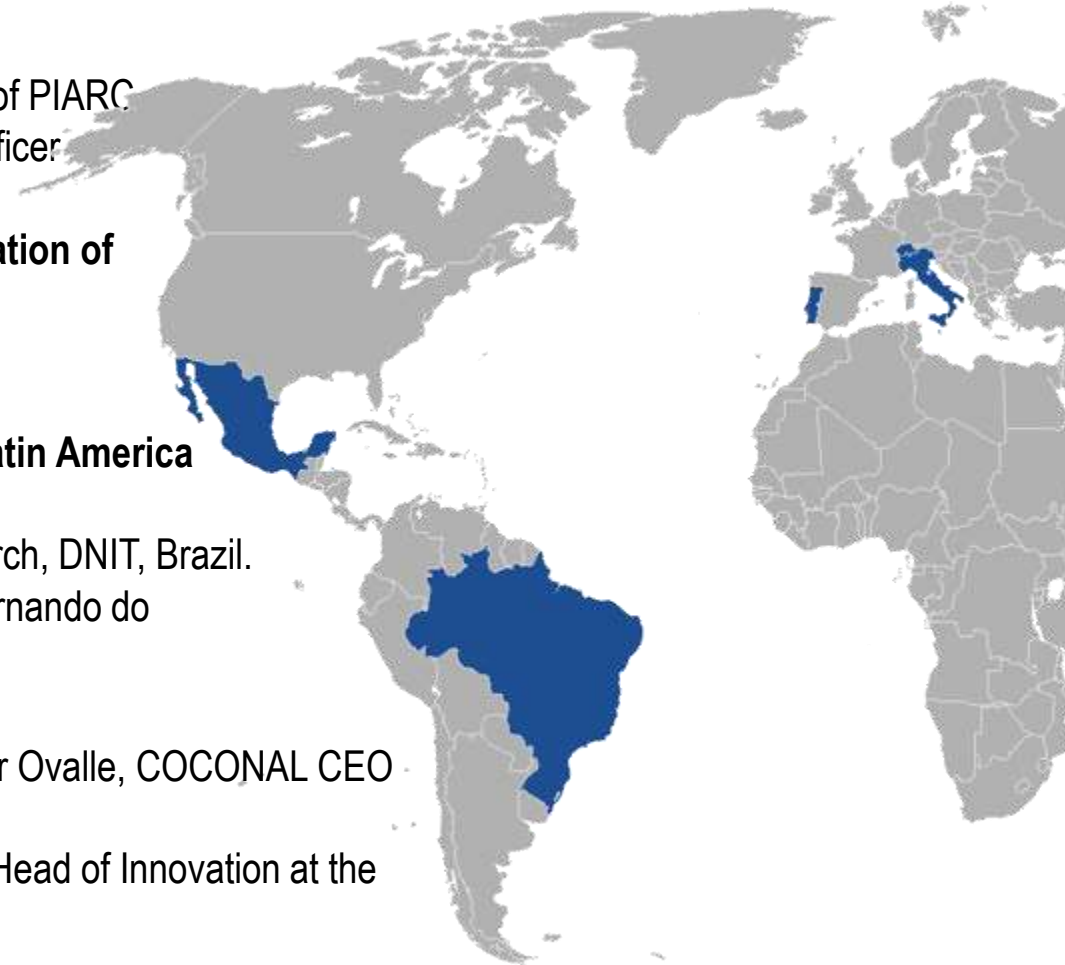 of PIARC
ficer
ation of
atin America
rch, DNIT, Brazil.
rnando do
r Ovalle, COCONAL CEO
Head of Innovation at the